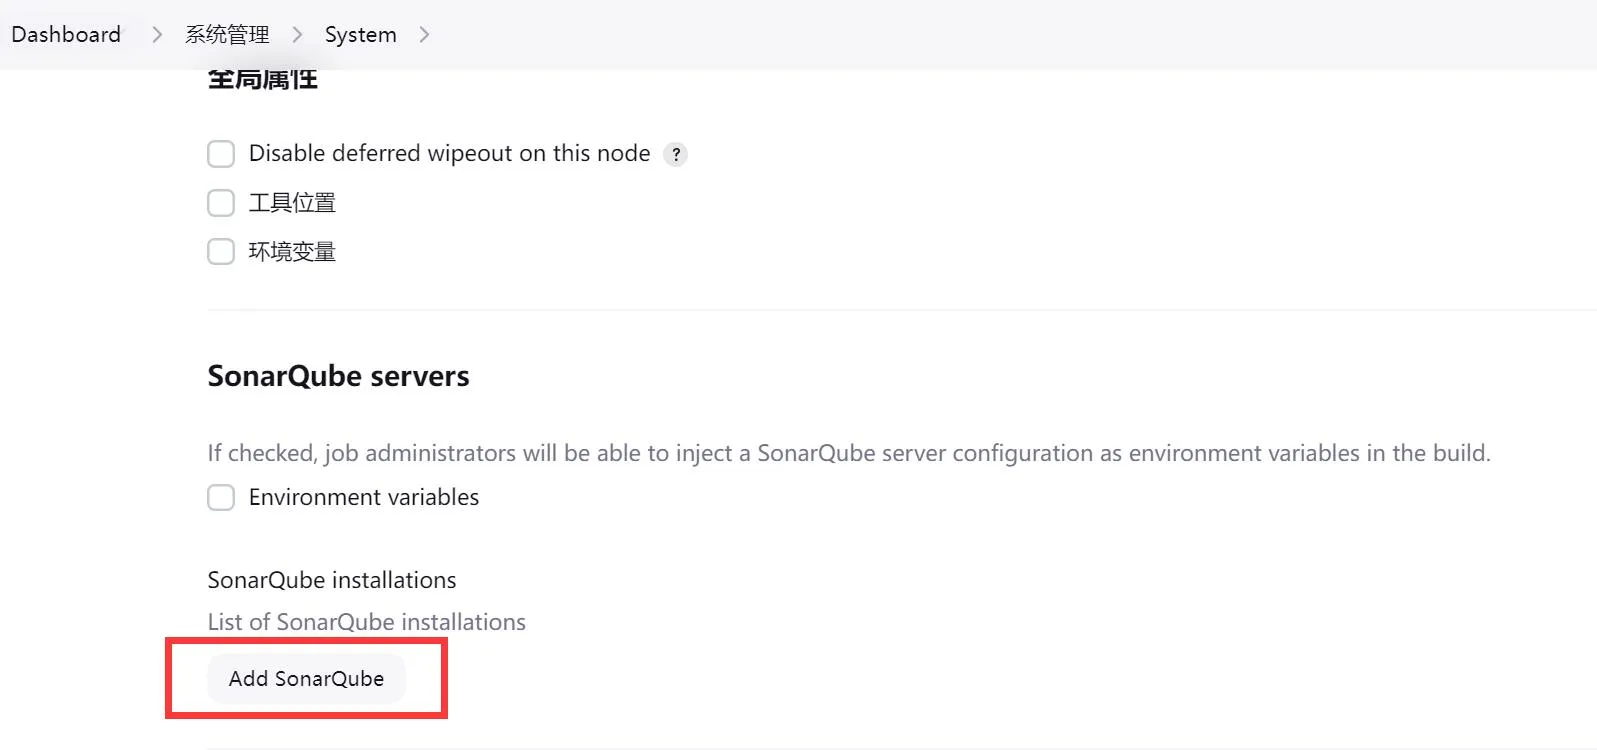 Dashboard > 系统管理 > System >
全局属性
Disable deferred wipeout on this node ?
工具位置
环境变量
SonarQube servers
If checked, job administrators will be able to inject a SonarQube server configuration as environment variables in the build.
Environment variables
SonarQube installations
List of SonarQube installations
Add SonarQube